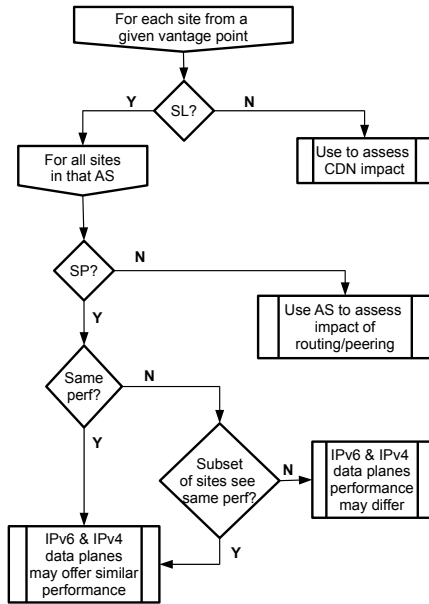 For each site from a
given vantage point
Y
SL?
N
For all sites
in that AS
Use to assess
CDN impact
SP?
N
Y
Use AS to assess
impact of
routing/peering
Same
perf?
N
Y
Subset
of sites see
same perf?
N
IPv6 & IPv4
data planes
performance
may differ
Y
IPv6 & IPv4
data planes
may offer similar
performance